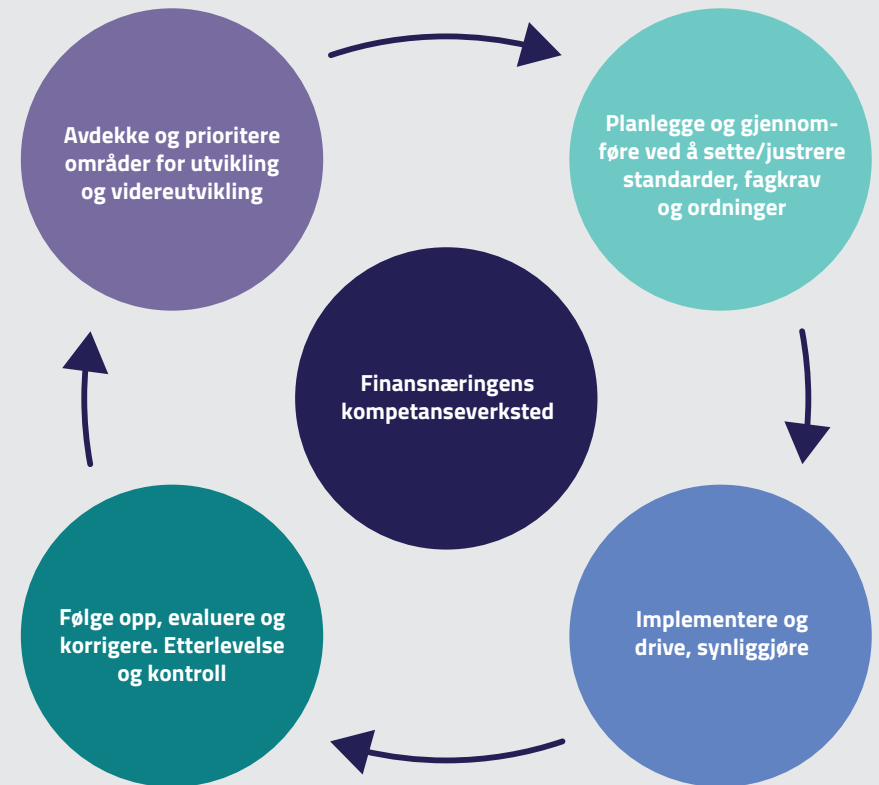 Avdekke og prioritere
områder for utvikling
og videreutvikling
Planlegge og gjennom-
føre ved å sette/justrere
standarder, fagkrav
og ordninger
Finansnæringens
kompetanseverksted
Følge opp, evaluere og
korrigere. Etterlevelse
og kontroll
Implementere og
drive, synliggjøre